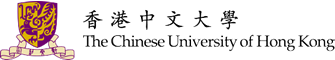 香港中文大學
The Chinese University of Hong Kong